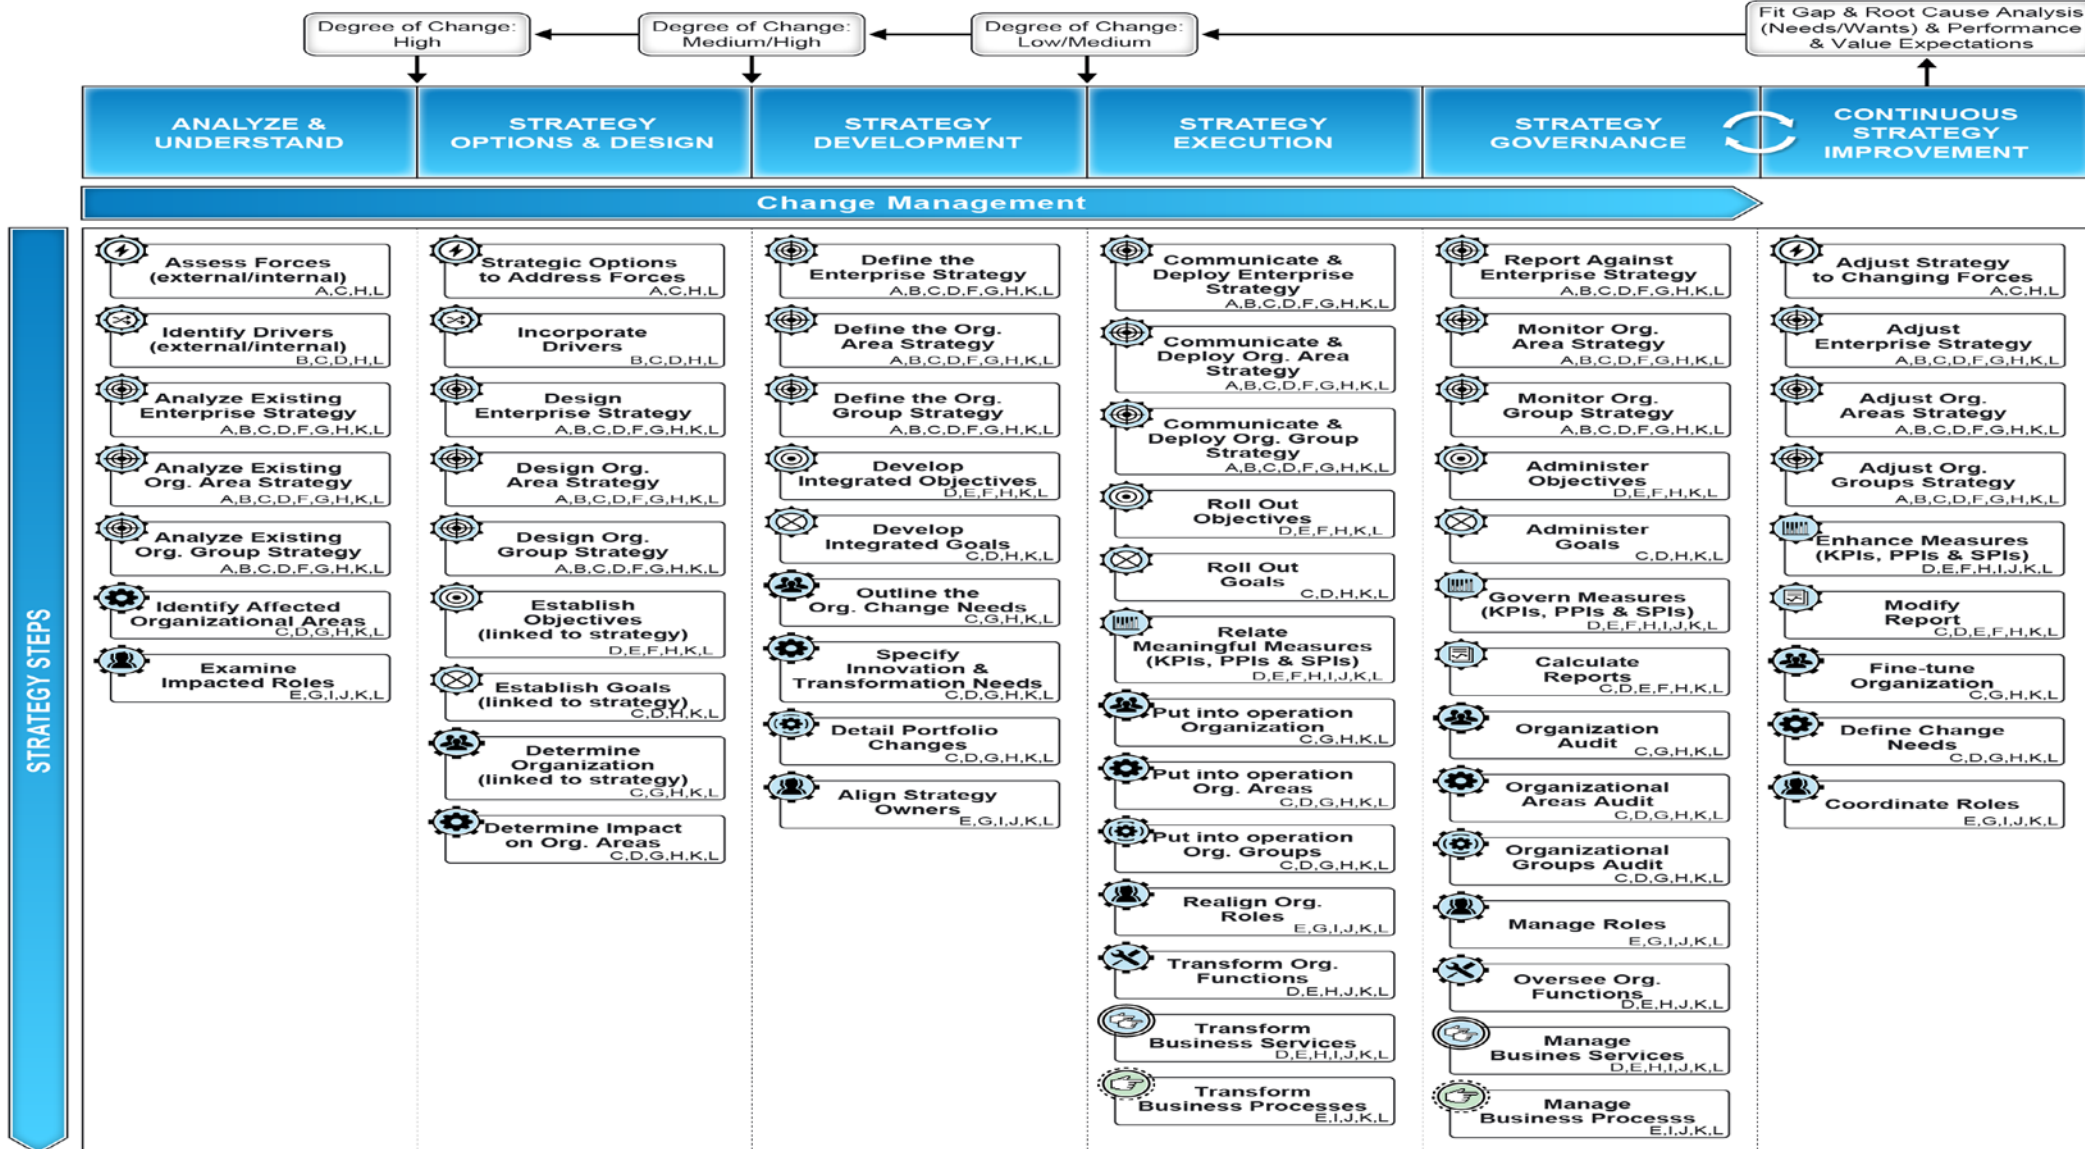 Degree of Change:
High
Degree of Change:
Medium/High
Degree of Change:
Low/Medium
Fit Gap & Root Cause Analysis
(Needs/Wants) & Performance
& Value Expectations
ANALYZE &
UNDERSTAND
STRATEGY
OPTIONS & DESIGN
STRATEGY
DEVELOPMENT
STRATEGY
EXECUTION
STRATEGY
GOVERNANCE
CONTINUOUS
STRATEGY
IMPROVEMENT
Change Management
STRATEGY STEPS
Assess Forces
(external/internal)
A,C,H,L
Identify Drivers
(external/internal)
B,C,D,H,L
Analyze Existing
Enterprise Strategy
A,B,C,D,F,G,H,K,L
Analyze Existing
Org. Area Strategy
A,B,C,D,F,G,H,K,L
Analyze Existing
Org. Group Strategy
A,B,C,D,F,G,H,K,L
Identify Affected
Organizational Areas
C,D,G,H,K,L
Examine
Impacted Roles
E,G,I,J,K,L
Strategic Options
to Address Forces
A,C,H,L
Incorporate
Drivers
B,C,D,H,L
Design
Enterprise Strategy
A,B,C,D,F,G,H,K,L
Design Org.
Area Strategy
A,B,C,D,F,G,H,K,L
Design Org.
Group Strategy
A,B,C,D,F,G,H,K,L
Establish
Objectives
(linked to strategy)
D,E,F,H,K,L
Establish Goals
(linked to strategy)
C,D,H,K,L
Determine
Organization
(linked to strategy)
C,G,H,K,L
Determine Impact
on Org. Areas
C,D,G,H,K,L
Define the
Enterprise Strategy
A,B,C,D,F,G,H,K,L
Define the Org.
Area Strategy
A,B,C,D,F,G,H,K,L
Define the Org.
Group Strategy
A,B,C,D,F,G,H,K,L
Develop
Integrated Objectives
D,E,F,H,K,L
Develop
Integrated Goals
C,D,H,K,L
Outline the
Org. Change Needs
C,G,H,K,L
Specify
Innovation &
Transformation Needs
C,D,G,H,K,L
Detail Portfolio
Changes
C,D,G,H,K,L
Align Strategy
Owners
E,G,I,J,K,L
Communicate &
Deploy Enterprise
Strategy
A,B,C,D,F,G,H,K,L
Communicate &
Deploy Org. Area
Strategy
A,B,C,D,F,G,H,K,L
Communicate &
Deploy Org. Group
Strategy
A,B,C,D,F,G,H,K,L
Roll Out
Objectives
D,E,F,H,K,L
Roll Out
Goals
C,D,H,K,L
Relate
Meaningful Measures
(KPIs, PPIs & SPIs)
D,E,F,H,I,J,K,L
Put into operation
Organization
C,G,H,K,L
Put into operation
Org. Areas
C,D,G,H,K,L
Put into operation
Org. Groups
C,D,G,H,K,L
Realign Org.
Roles
E,G,I,J,K,L
Transform Org.
Functions
D,E,H,J,K,L
Transform
Business Services
D,E,H,I,J,K,L
Transform
Business Processes
E,I,J,K,L
Report Against
Enterprise Strategy
A,B,C,D,F,G,H,K,L
Monitor Org.
Area Strategy
A,B,C,D,F,G,H,K,L
Monitor Org.
Group Strategy
A,B,C,D,F,G,H,K,L
Administer
Objectives
D,E,F,H,K,L
Administer
Goals
C,D,H,K,L
Govern Measures
(KPIs, PPIs & SPIs)
D,E,F,H,I,J,K,L
Calculate
Reports
C,D,E,F,H,K,L
Organization
Audit
C,G,H,K,L
Organizational
Areas Audit
C,D,G,H,K,L
Organizational
Groups Audit
C,D,G,H,K,L
Manage Roles
E,G,I,J,K,L
Oversee Org.
Functions
D,E,H,J,K,L
Manage
Busines Services
D,E,H,I,J,K,L
Manage
Business Processs
E,I,J,K,L
Adjust Strategy
to Changing Forces
A,C,H,L
Adjust
Enterprise Strategy
A,B,C,D,F,G,H,K,L
Adjust Org.
Areas Strategy
A,B,C,D,F,G,H,K,L
Adjust Org.
Groups Strategy
A,B,C,D,F,G,H,K,L
Enhance Measures
(KPIs, PPIs & SPIs)
D,E,F,H,I,J,K,L
Modify
Report
C,D,E,F,H,K,L
Fine-tune
Organization
C,G,H,K,L
Define Change
Needs
C,D,G,H,K,L
Coordinate Roles
E,G,I,J,K,L